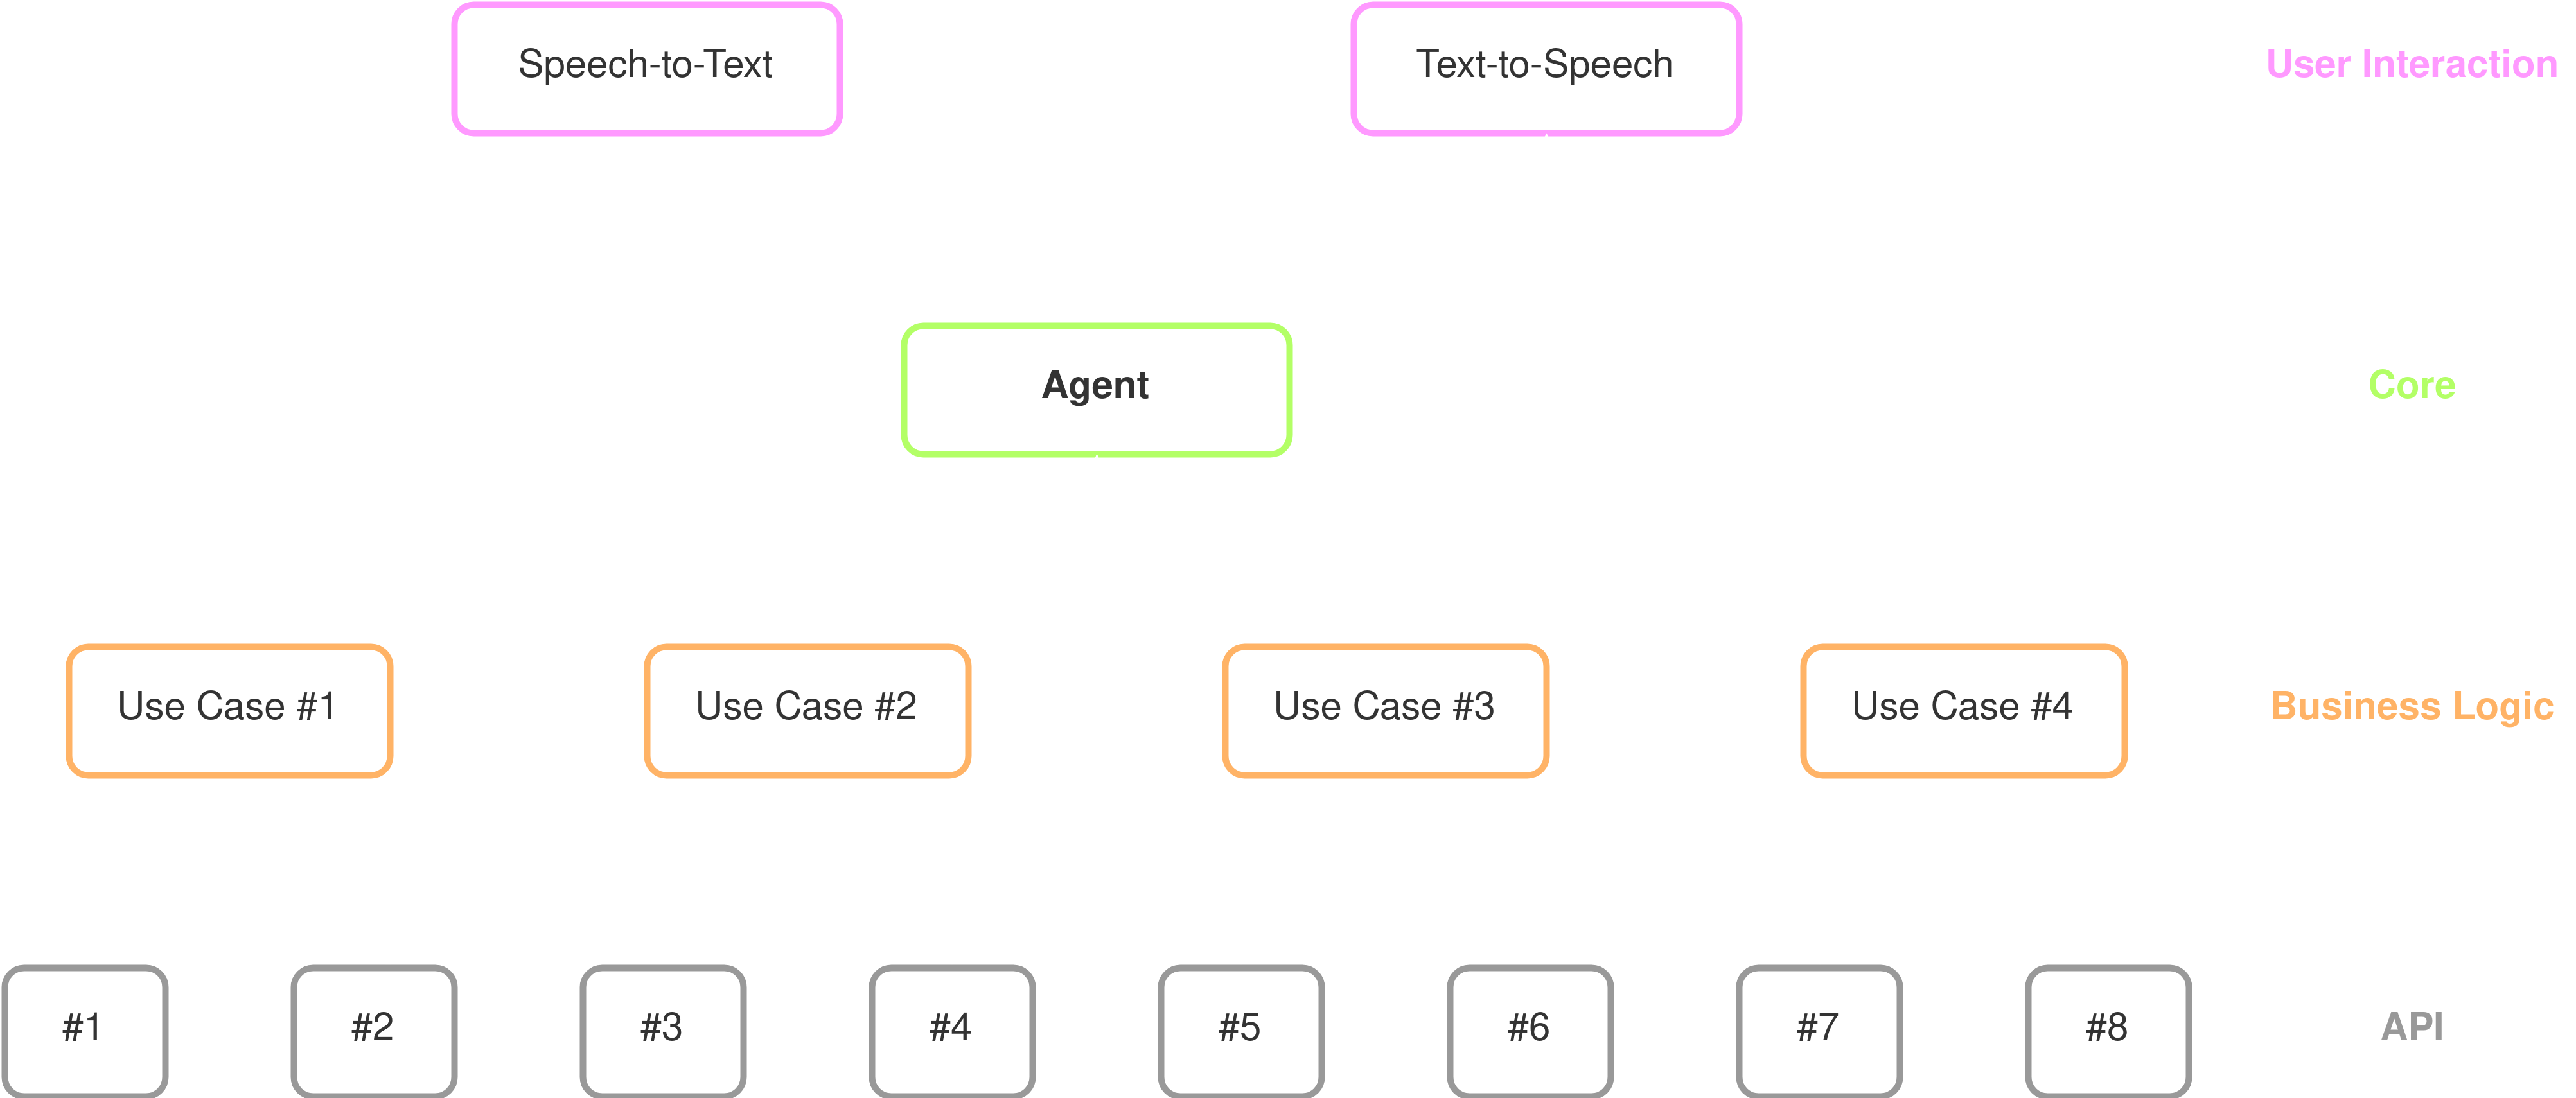 Speech-to-Text
Text-to-Speech
User Interaction
Agent
Core
Use Case #1
Use Case #2
Use Case #3
Use Case #4
Business Logic
#1
#2
#3
#4
#5
#6
#7
#8
API